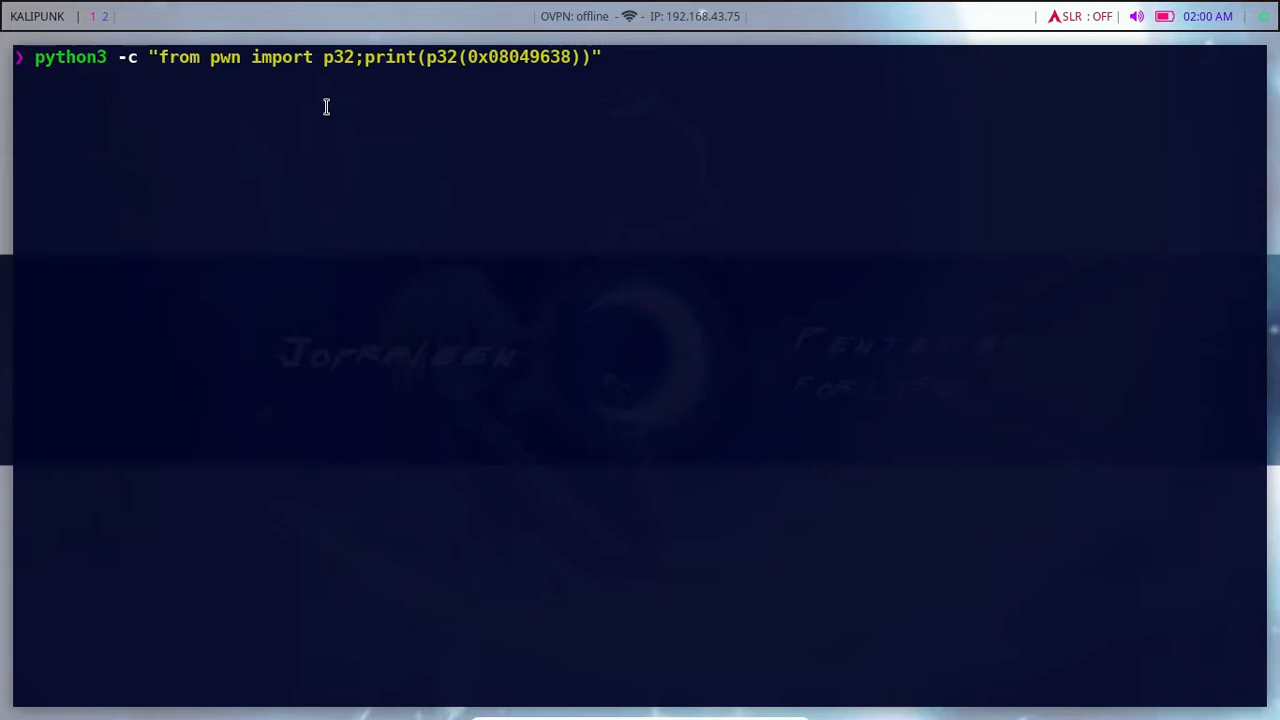 KALIPUNK | 1 2 | | OVPN: offline - - IP: 192.168.43.75 | | SLR : OFF | 02:00 AM |
❯ python3 -c "from pwn import p32;print(p32(0x08049638))"